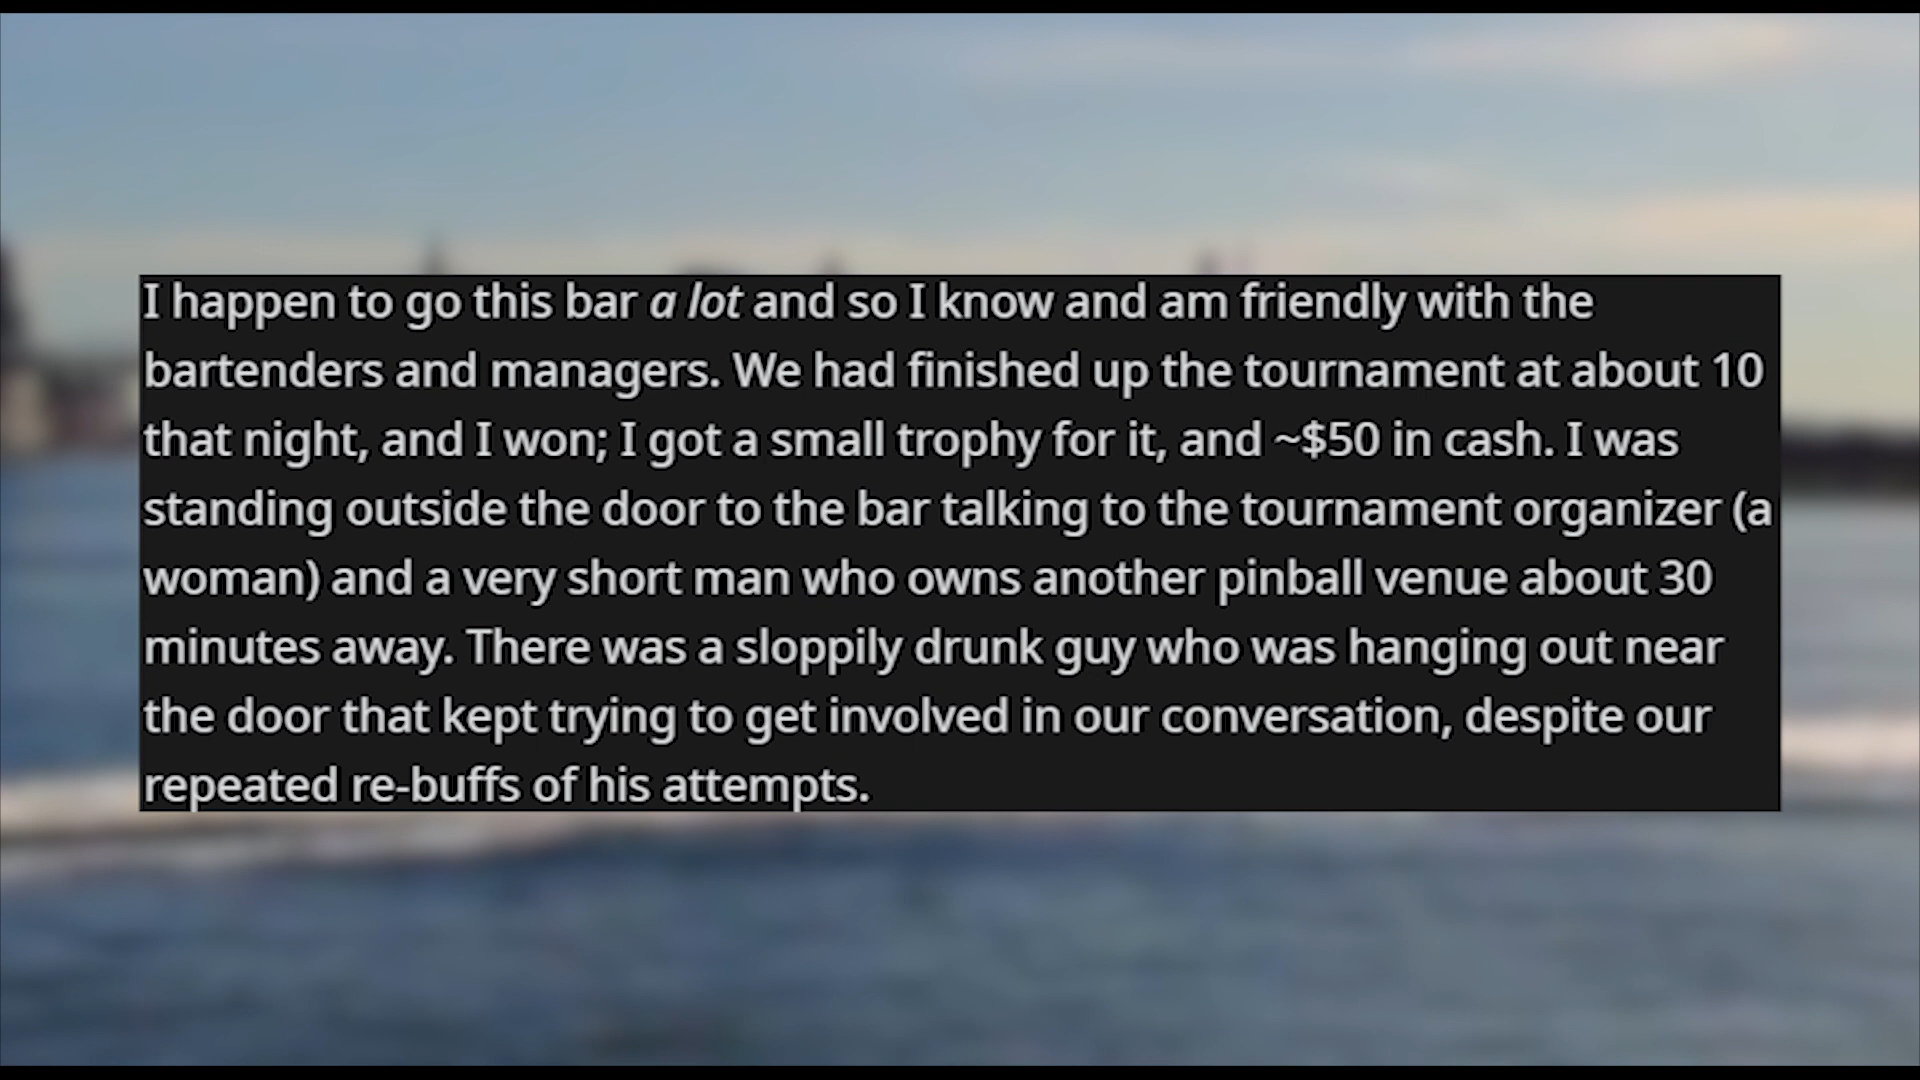 I happen to go this bar a lot and so I know and am friendly with the
bartenders and managers. We had finished up the tournament at about 10
that night, and I won; I got a small trophy for it, and ~$50 in cash. I was
standing outside the door to the bar talking to the tournament organizer (a
woman) and a very short man who owns another pinball venue about 30
minutes away. There was a sloppily drunk guy who was hanging out near
the door that kept trying to get involved in our conversation, despite our
repeated re-buffs of his attempts.